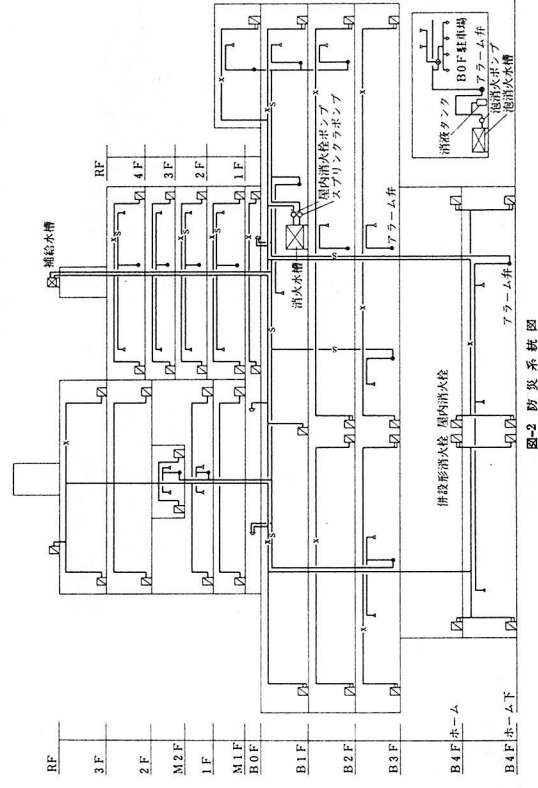 RF
3F
2F
M2F
1F
M1F
B0F
B1F
B2F
B3F
B4F ホーム
B4F ホーム下
RF
4F
3F
2F
1F
補給水槽
屋内消火栓ポンプ
スプリンクラポンプ
消火水槽
アラーム弁
アラーム弁
併設形消火栓
屋内消火栓
B0F駐車場
アラーム弁
泡消火ポンプ
泡消火水槽
消液タンク
X
S
X
S
X
S
X
S
X
S
X
S
X
S
X
S
X
X
X
X
X
X
S
S
図-2 防災系統図